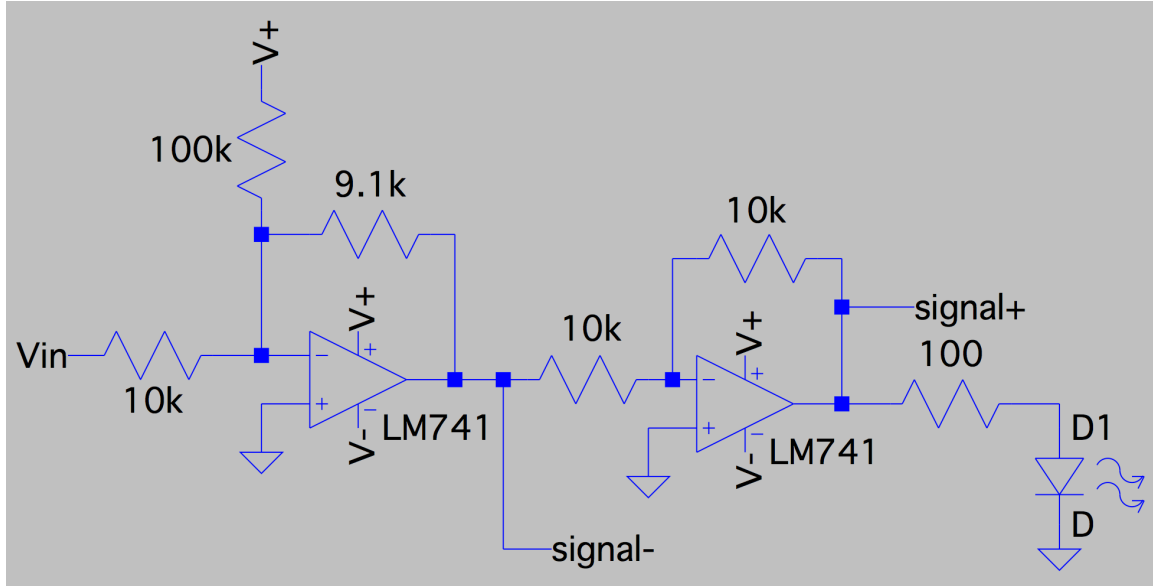 V+
100k
9.1k
10k
V+
V+
signal+
Vin
10k
100
10k
-
+
+
-
LM741
V-
-
+
+
-
LM741
V-
D1
D
signal-